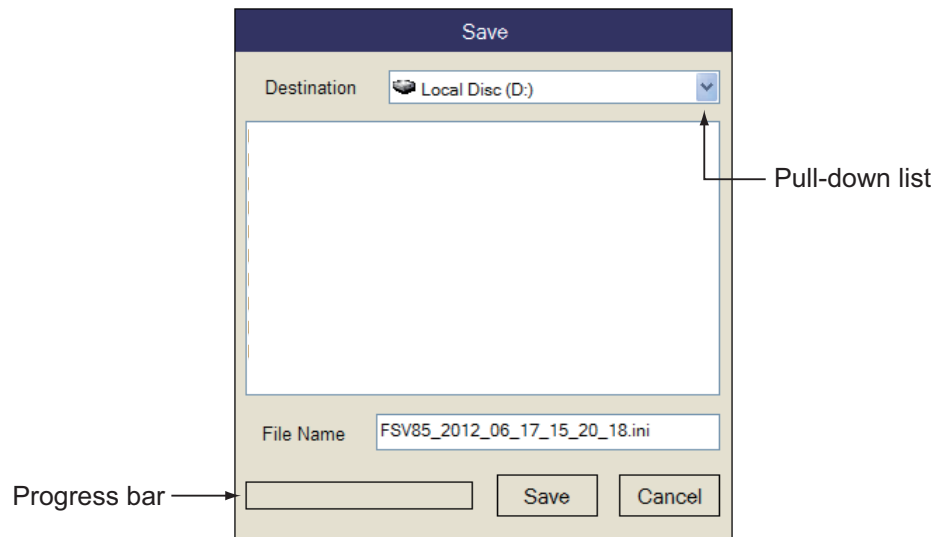 Save
Destination
Local Disc (D:)
Pull-down list
File Name
FSV85_2012_06_17_15_20_18.ini
Progress bar
Save
Cancel